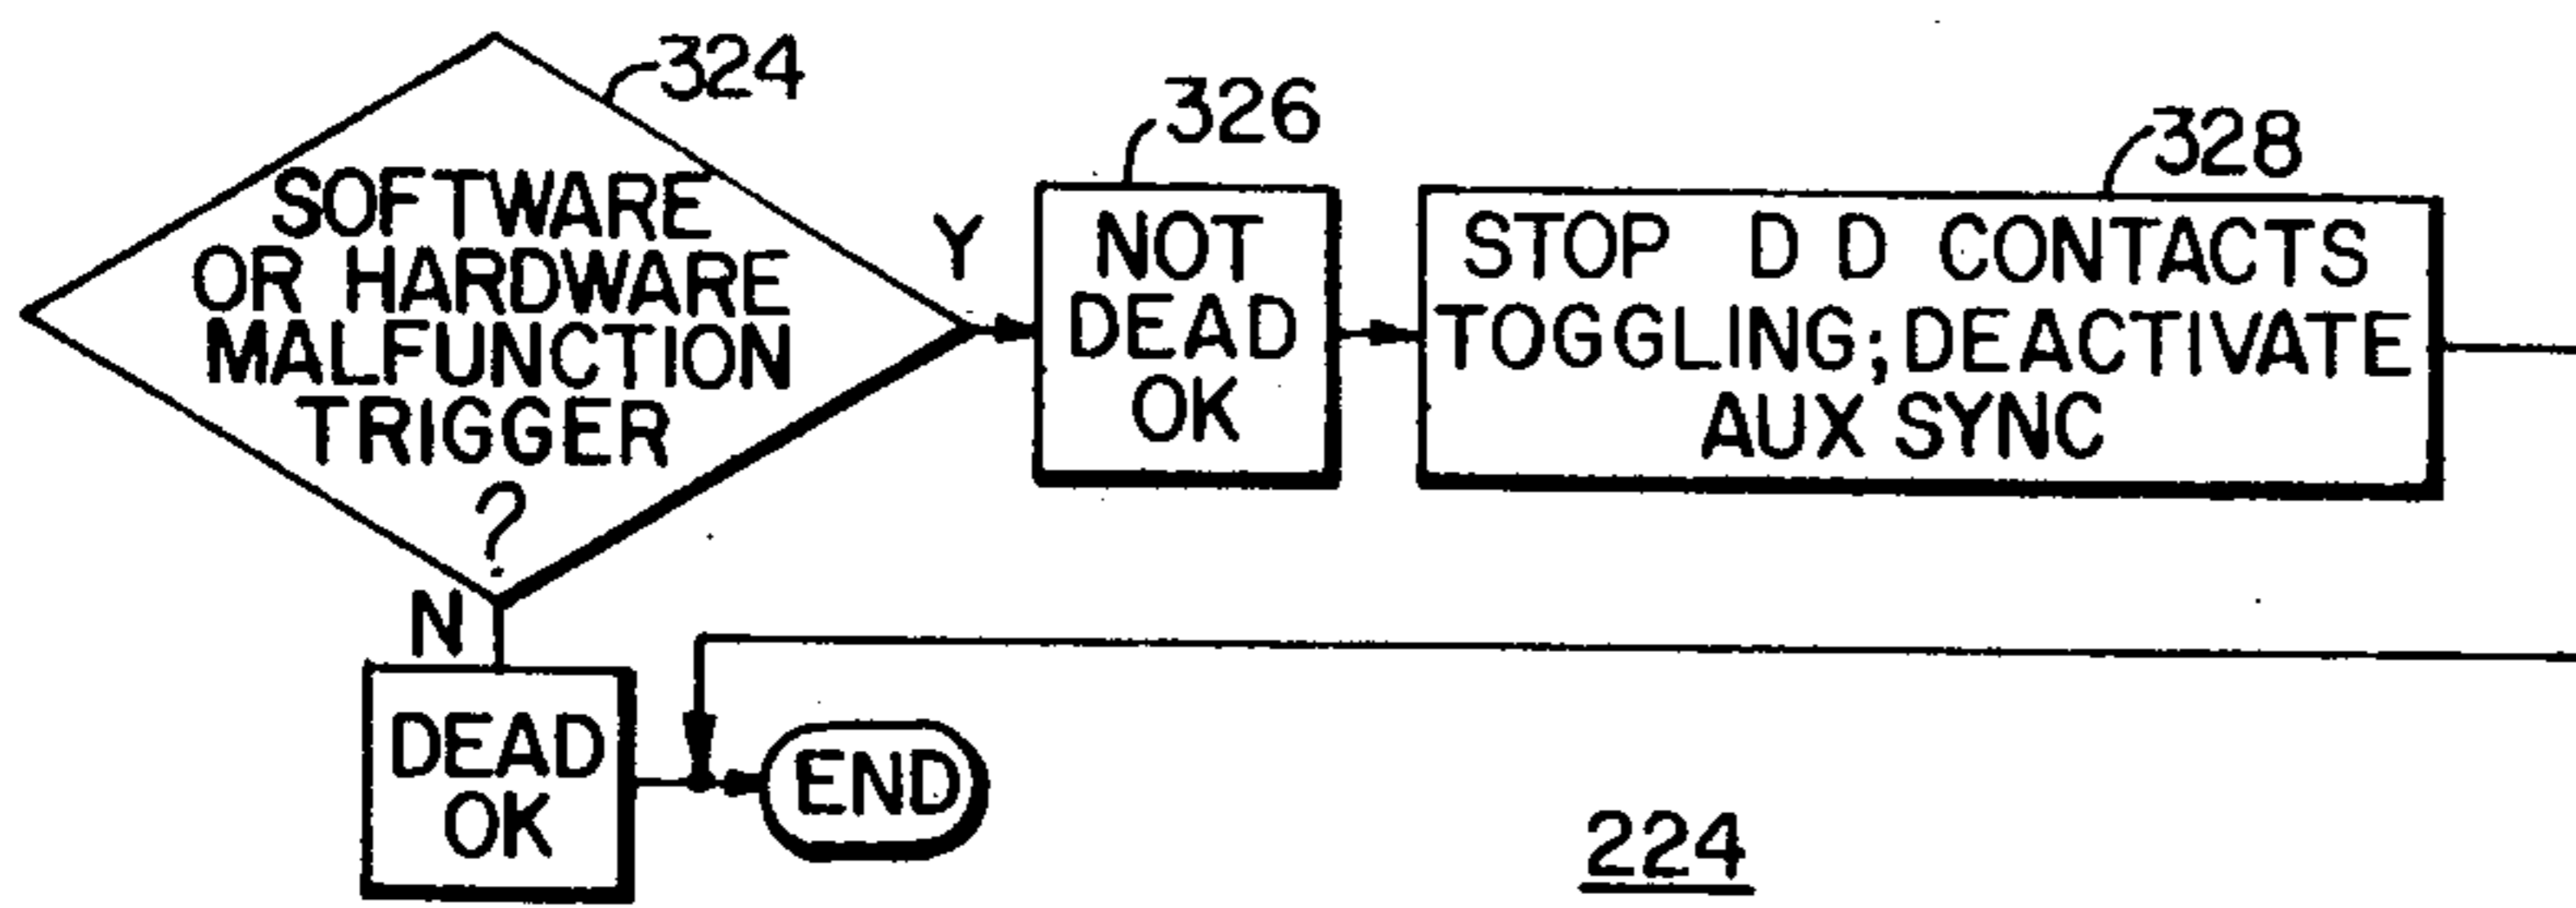 324
SOFTWARE
OR HARDWARE
MALFUNCTION
TRIGGER
?
Y
N
326
NOT
DEAD
OK
328
STOP D D CONTACTS
TOGGLING; DEACTIVATE
AUX SYNC
DEAD
OK
END
224